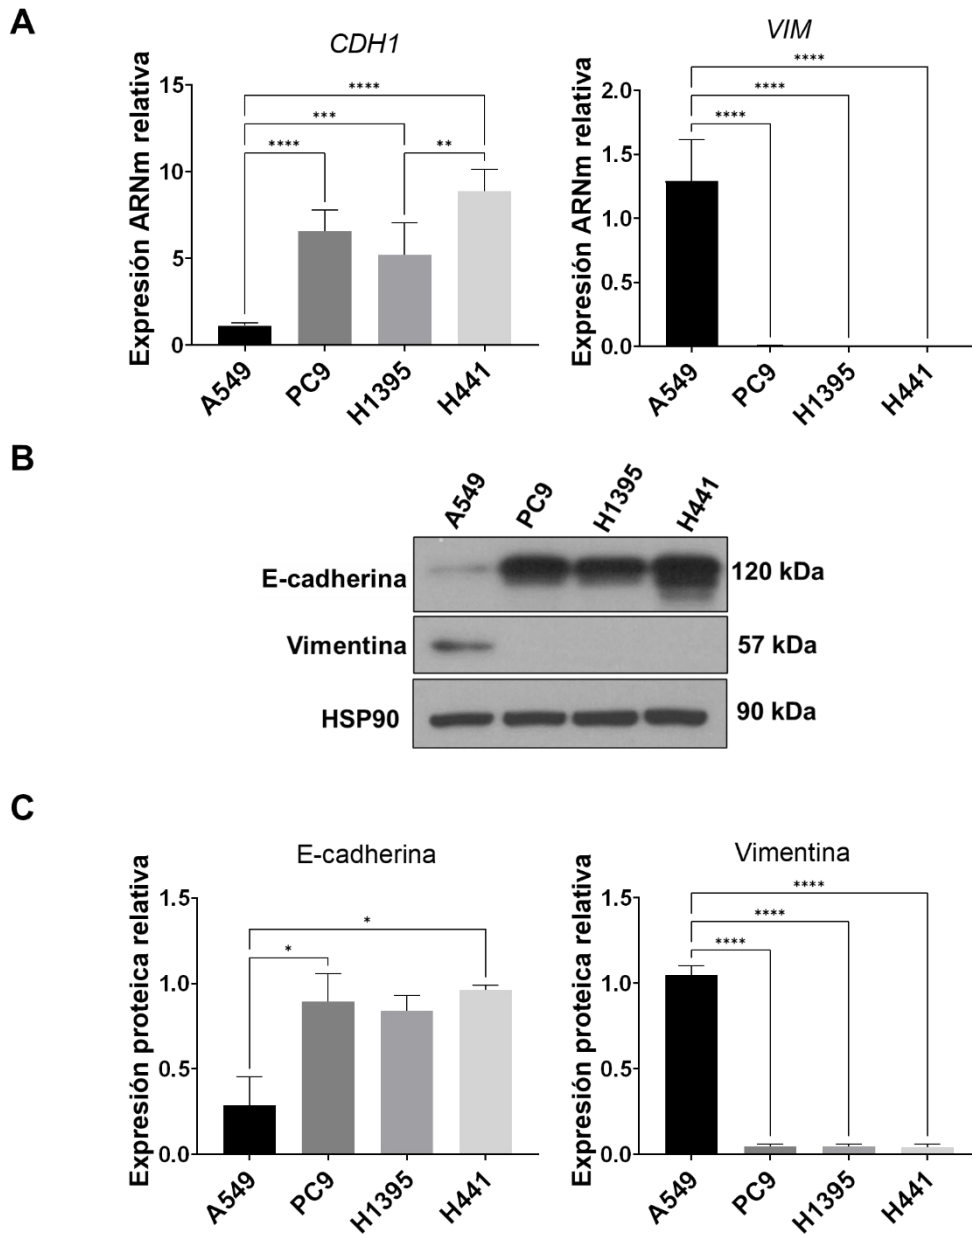 A
CDH1
VIM
Expresión ARNm relativa
15
10
5
0
****
***
****
**
A549
PC9
H1395
H441
Expresión ARNm relativa
2.0
1.5
1.0
0.5
0.0
****
****
****
A549
PC9
H1395
H441
B
A549
PC9
H1395
H441
E-cadherina
120 kDa
Vimentina
57 kDa
HSP90
90 kDa
C
E-cadherina
Vimentina
Expresión proteica relativa
1.5
1.0
0.5
0.0
*
*
A549
PC9
H1395
H441
Expresión proteica relativa
1.5
1.0
0.5
0.0
****
****
****
A549
PC9
H1395
H441